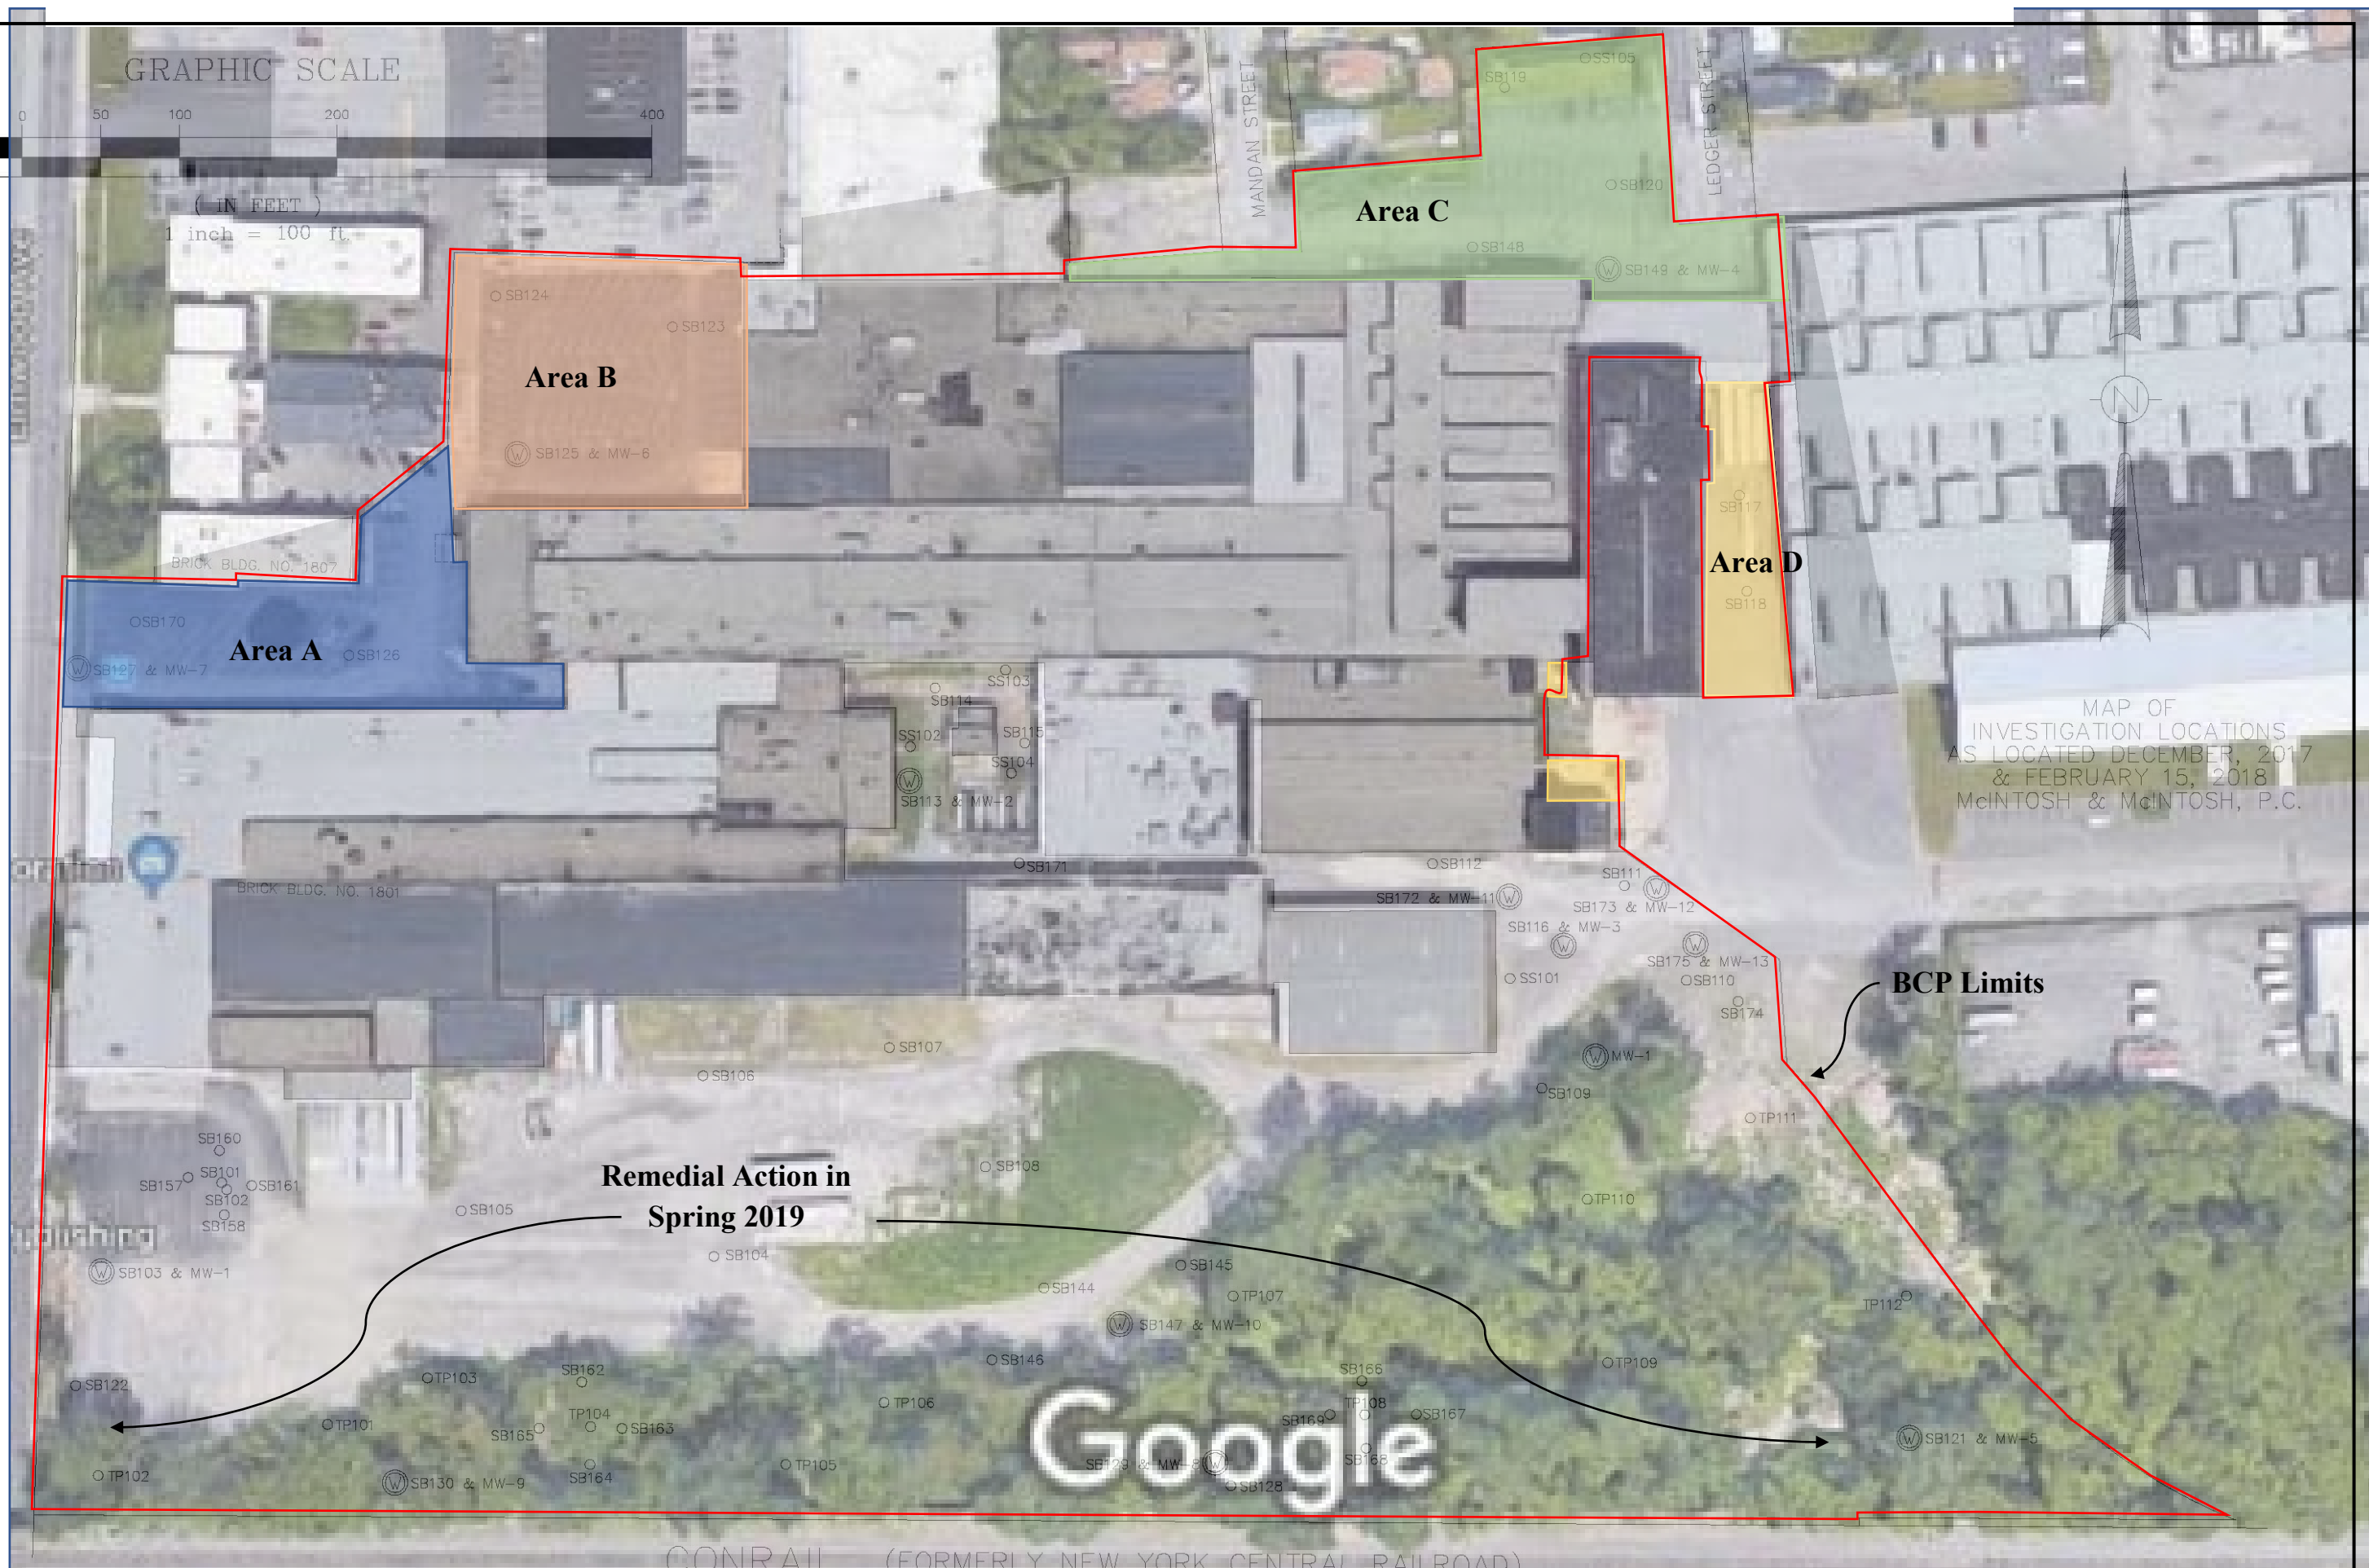 GRAPHIC SCALE
0 50 100 200 400
( IN FEET )
1 inch = 100 ft.
MANDAN STREET
LEDGER STREET
SS105
SB119
SB120
Area C
SB148
SB149 & MW-4
SB124
SB123
Area B
SB125 & MW-6
N
SB117
Area D
SB118
BRICK BLDG. NO. 1807
SB170
Area A
SB126
SB127 & MW-7
SS103
SB114
SS102
SB115
SS104
SB113 & MW-2
MAP OF
INVESTIGATION LOCATIONS
AS LOCATED DECEMBER, 2017
& FEBRUARY 15, 2018
McINTOSH & McINTOSH, P.C.
SB171
SB112
SB111
BRICK BLDG. NO. 1801
SB172 & MW-11
SB173 & MW-12
SB116 & MW-3
SB175 & MW-13
SS101
SB110
BCP Limits
SB174
SB107
MW-1
SB106
SB109
TP111
SB160
SB101
SB157
SB161
SB102
SB158
SB108
Remedial Action in
Spring 2019
TP110
SB105
SB104
SB103 & MW-1
SB145
SB144
TP107
TP112
SB147 & MW-10
SB146
TP109
SB122
TP103
SB162
SB166
TP106
TP108
TP101
TP104
SB165
SB163
SB169
SB167
SB121 & MW-5
Google
TP102
SB130 & MW-9
SB164
TP105
SB129 & MW-8
SB168
SB128
CONRAIL (FORMERLY NEW YORK CENTRAL RAILROAD)